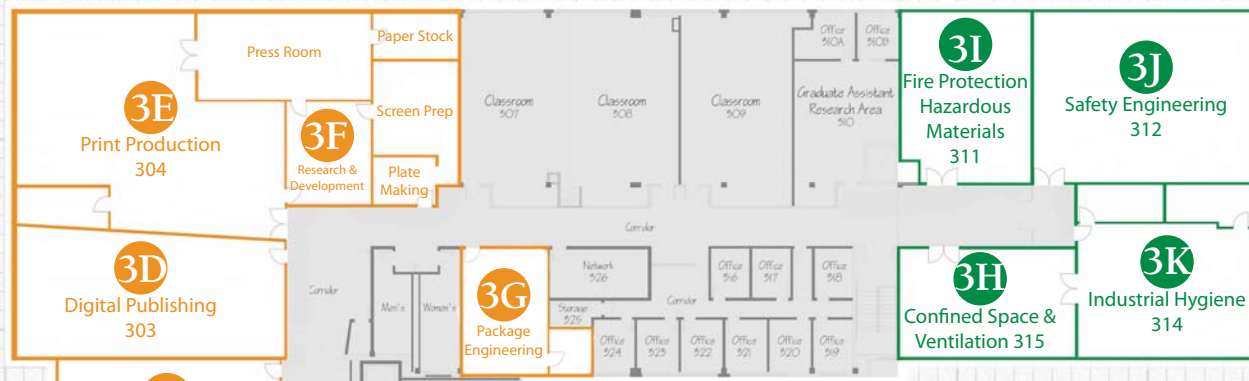 3E
Print Production
304
Press Room
Paper Stock
3F
Research &
Development
Screen Prep
Plate
Making
Classroom
307
Classroom
308
Classroom
309
Office
310A
Office
310B
Graduate Assistant
Research Area
310
3I
Fire Protection
Hazardous
Materials
311
3J
Safety Engineering
312
Corridor
3D
Digital Publishing
303
Corridor
Men's
Women's
3G
Package
Engineering
Network
326
Storage
325
Corridor
Office
316
Office
317
Office
318
Office
324
Office
323
Office
322
Office
321
Office
320
Office
319
3H
Confined Space &
Ventilation 315
3K
Industrial Hygiene
314